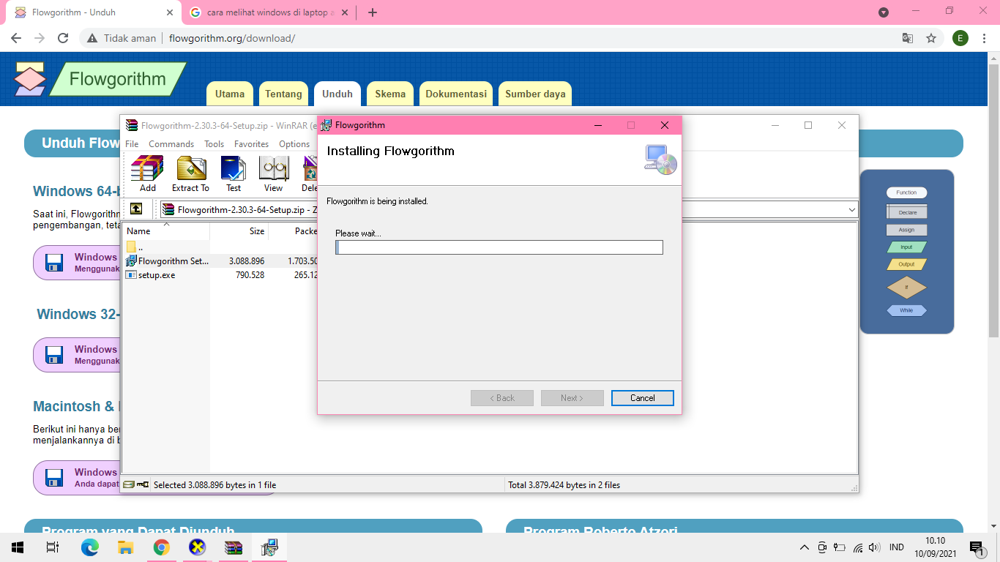 Flowgorithm - Unduh
cara melihat windows di laptop a
Tidak aman
flowgorithm.org/download/
E
Flowgorithm
Utama
Tentang
Unduh
Skema
Dokumentasi
Sumber daya
Unduh Flow
Windows 64-b
Saat ini, Flowgorithm
pengembangan, teta
Windows
Menggunak
Windows 32-
Windows
Menggunak
Macintosh &
Berikut ini hanya ber
menjalankannya di b
Windows
Anda dapat
Program yang Dapat Diunduh
Program Roberto Atzori
Function
Declare
Assign
Input
Output
If
While
Flowgorithm-2.30.3-64-Setup.zip - WinRAR (e
File
Commands
Tools
Favorites
Options
Add
Extract To
Test
View
Dele
Flowgorithm-2.30.3-64-Setup.zip - Z
Name
Size
Packe
..
Flowgorithm Set...
3.088.896
1.703.50
setup.exe
790.528
265.12
Selected 3.088.896 bytes in 1 file
Total 3.879.424 bytes in 2 files
Flowgorithm
Installing Flowgorithm
Flowgorithm is being installed.
Please wait...
< Back
Next >
Cancel
IND
10.10
10/09/2021
1